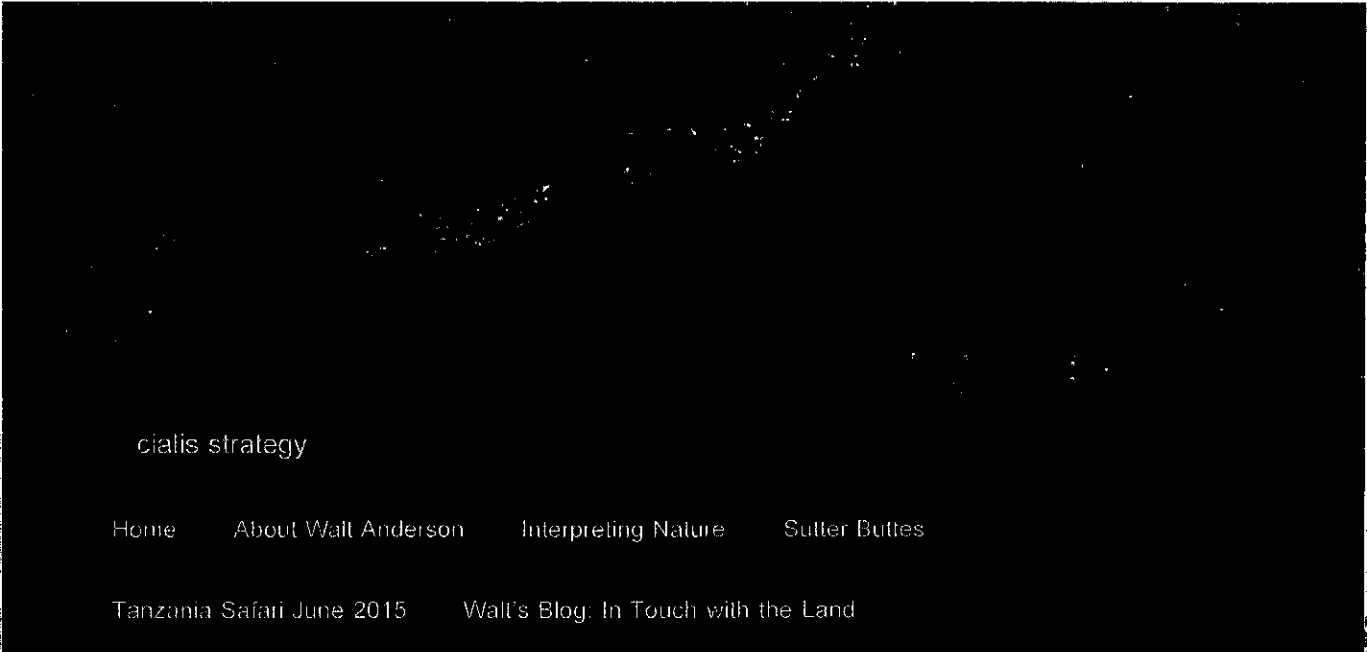 cialis strategy
Home About Walt Anderson Interpreting Nature Sutter Buttes
Tanzania Safari June 2015 Walt's Blog: In Touch with the Land